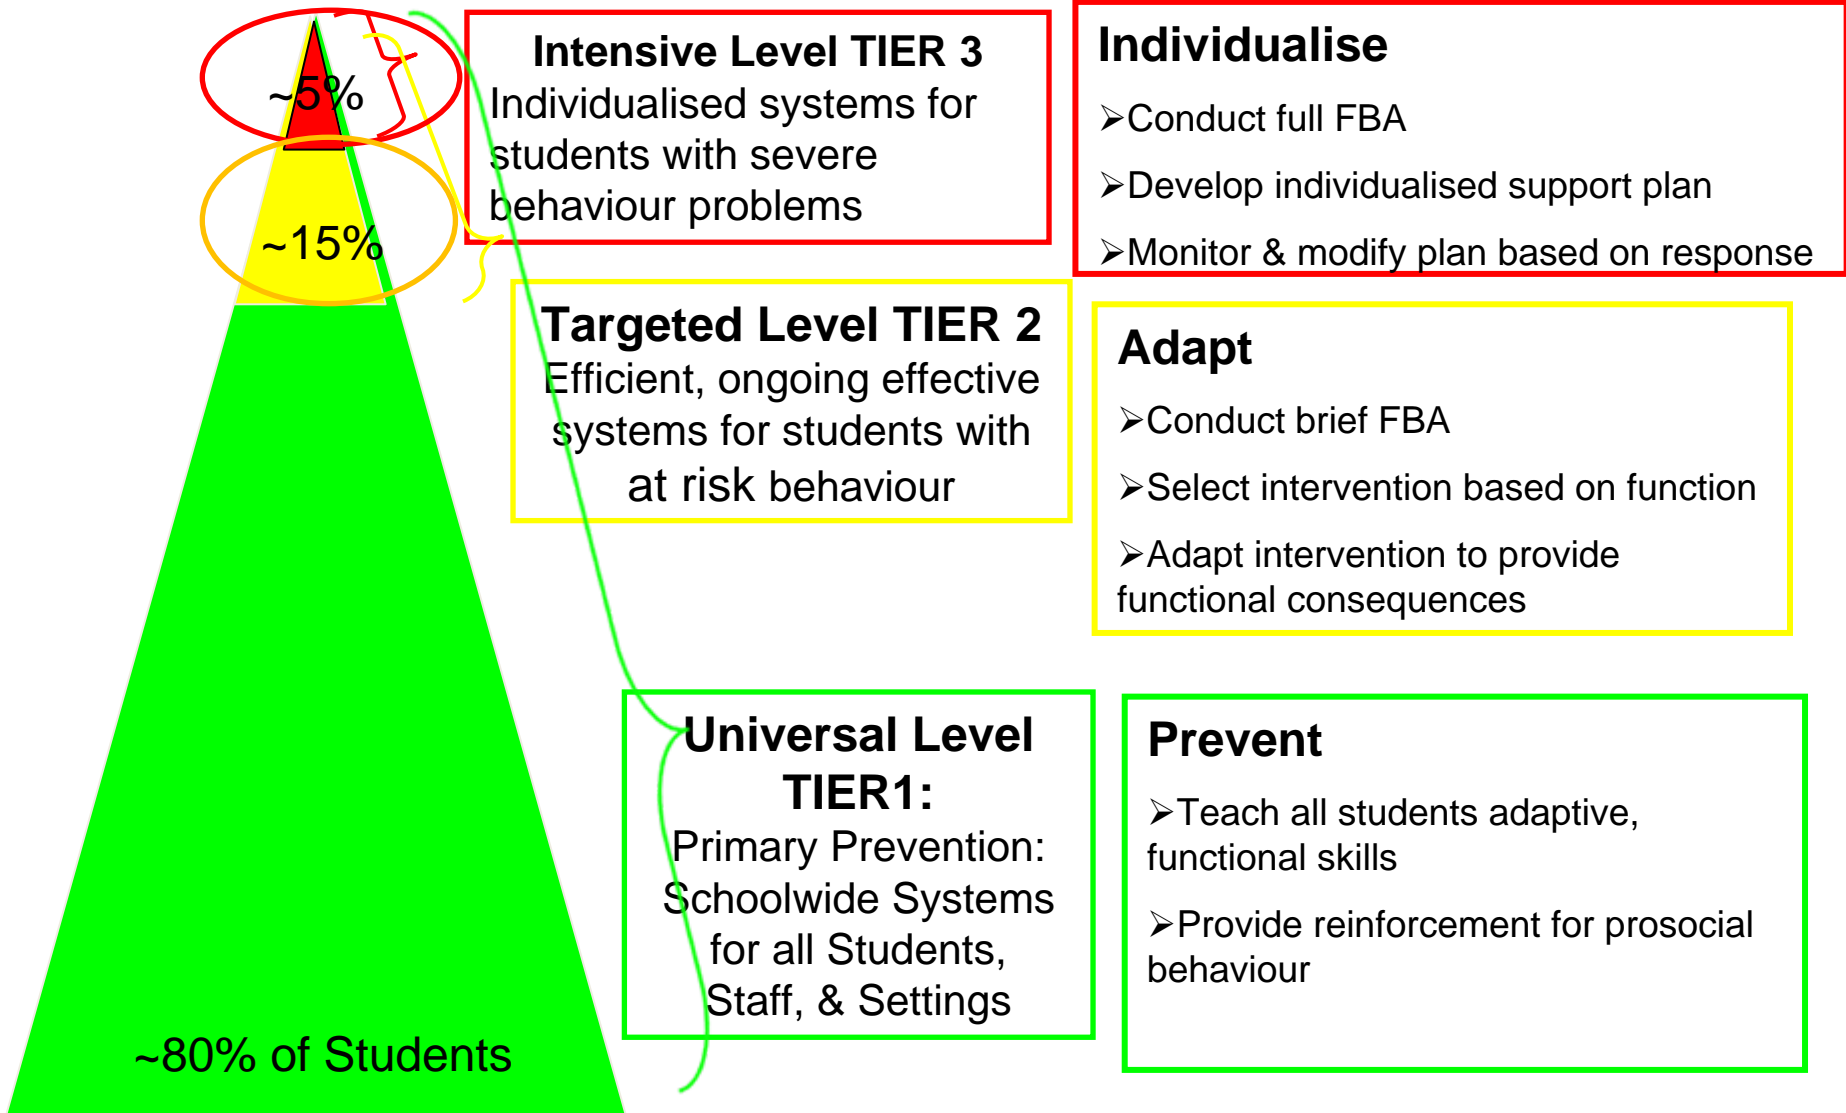 ~5%
~15%
~80% of Students
Intensive Level TIER 3
Individualised systems for
students with severe
behaviour problems
Individualise
➢Conduct full FBA
➢Develop individualised support plan
➢Monitor & modify plan based on response
Targeted Level TIER 2
Efficient, ongoing effective
systems for students with
at risk behaviour
Adapt
➢Conduct brief FBA
➢Select intervention based on function
➢Adapt intervention to provide
functional consequences
Universal Level
TIER1:
Primary Prevention:
Schoolwide Systems
for all Students,
Staff, & Settings
Prevent
➢Teach all students adaptive,
functional skills
➢Provide reinforcement for prosocial
behaviour